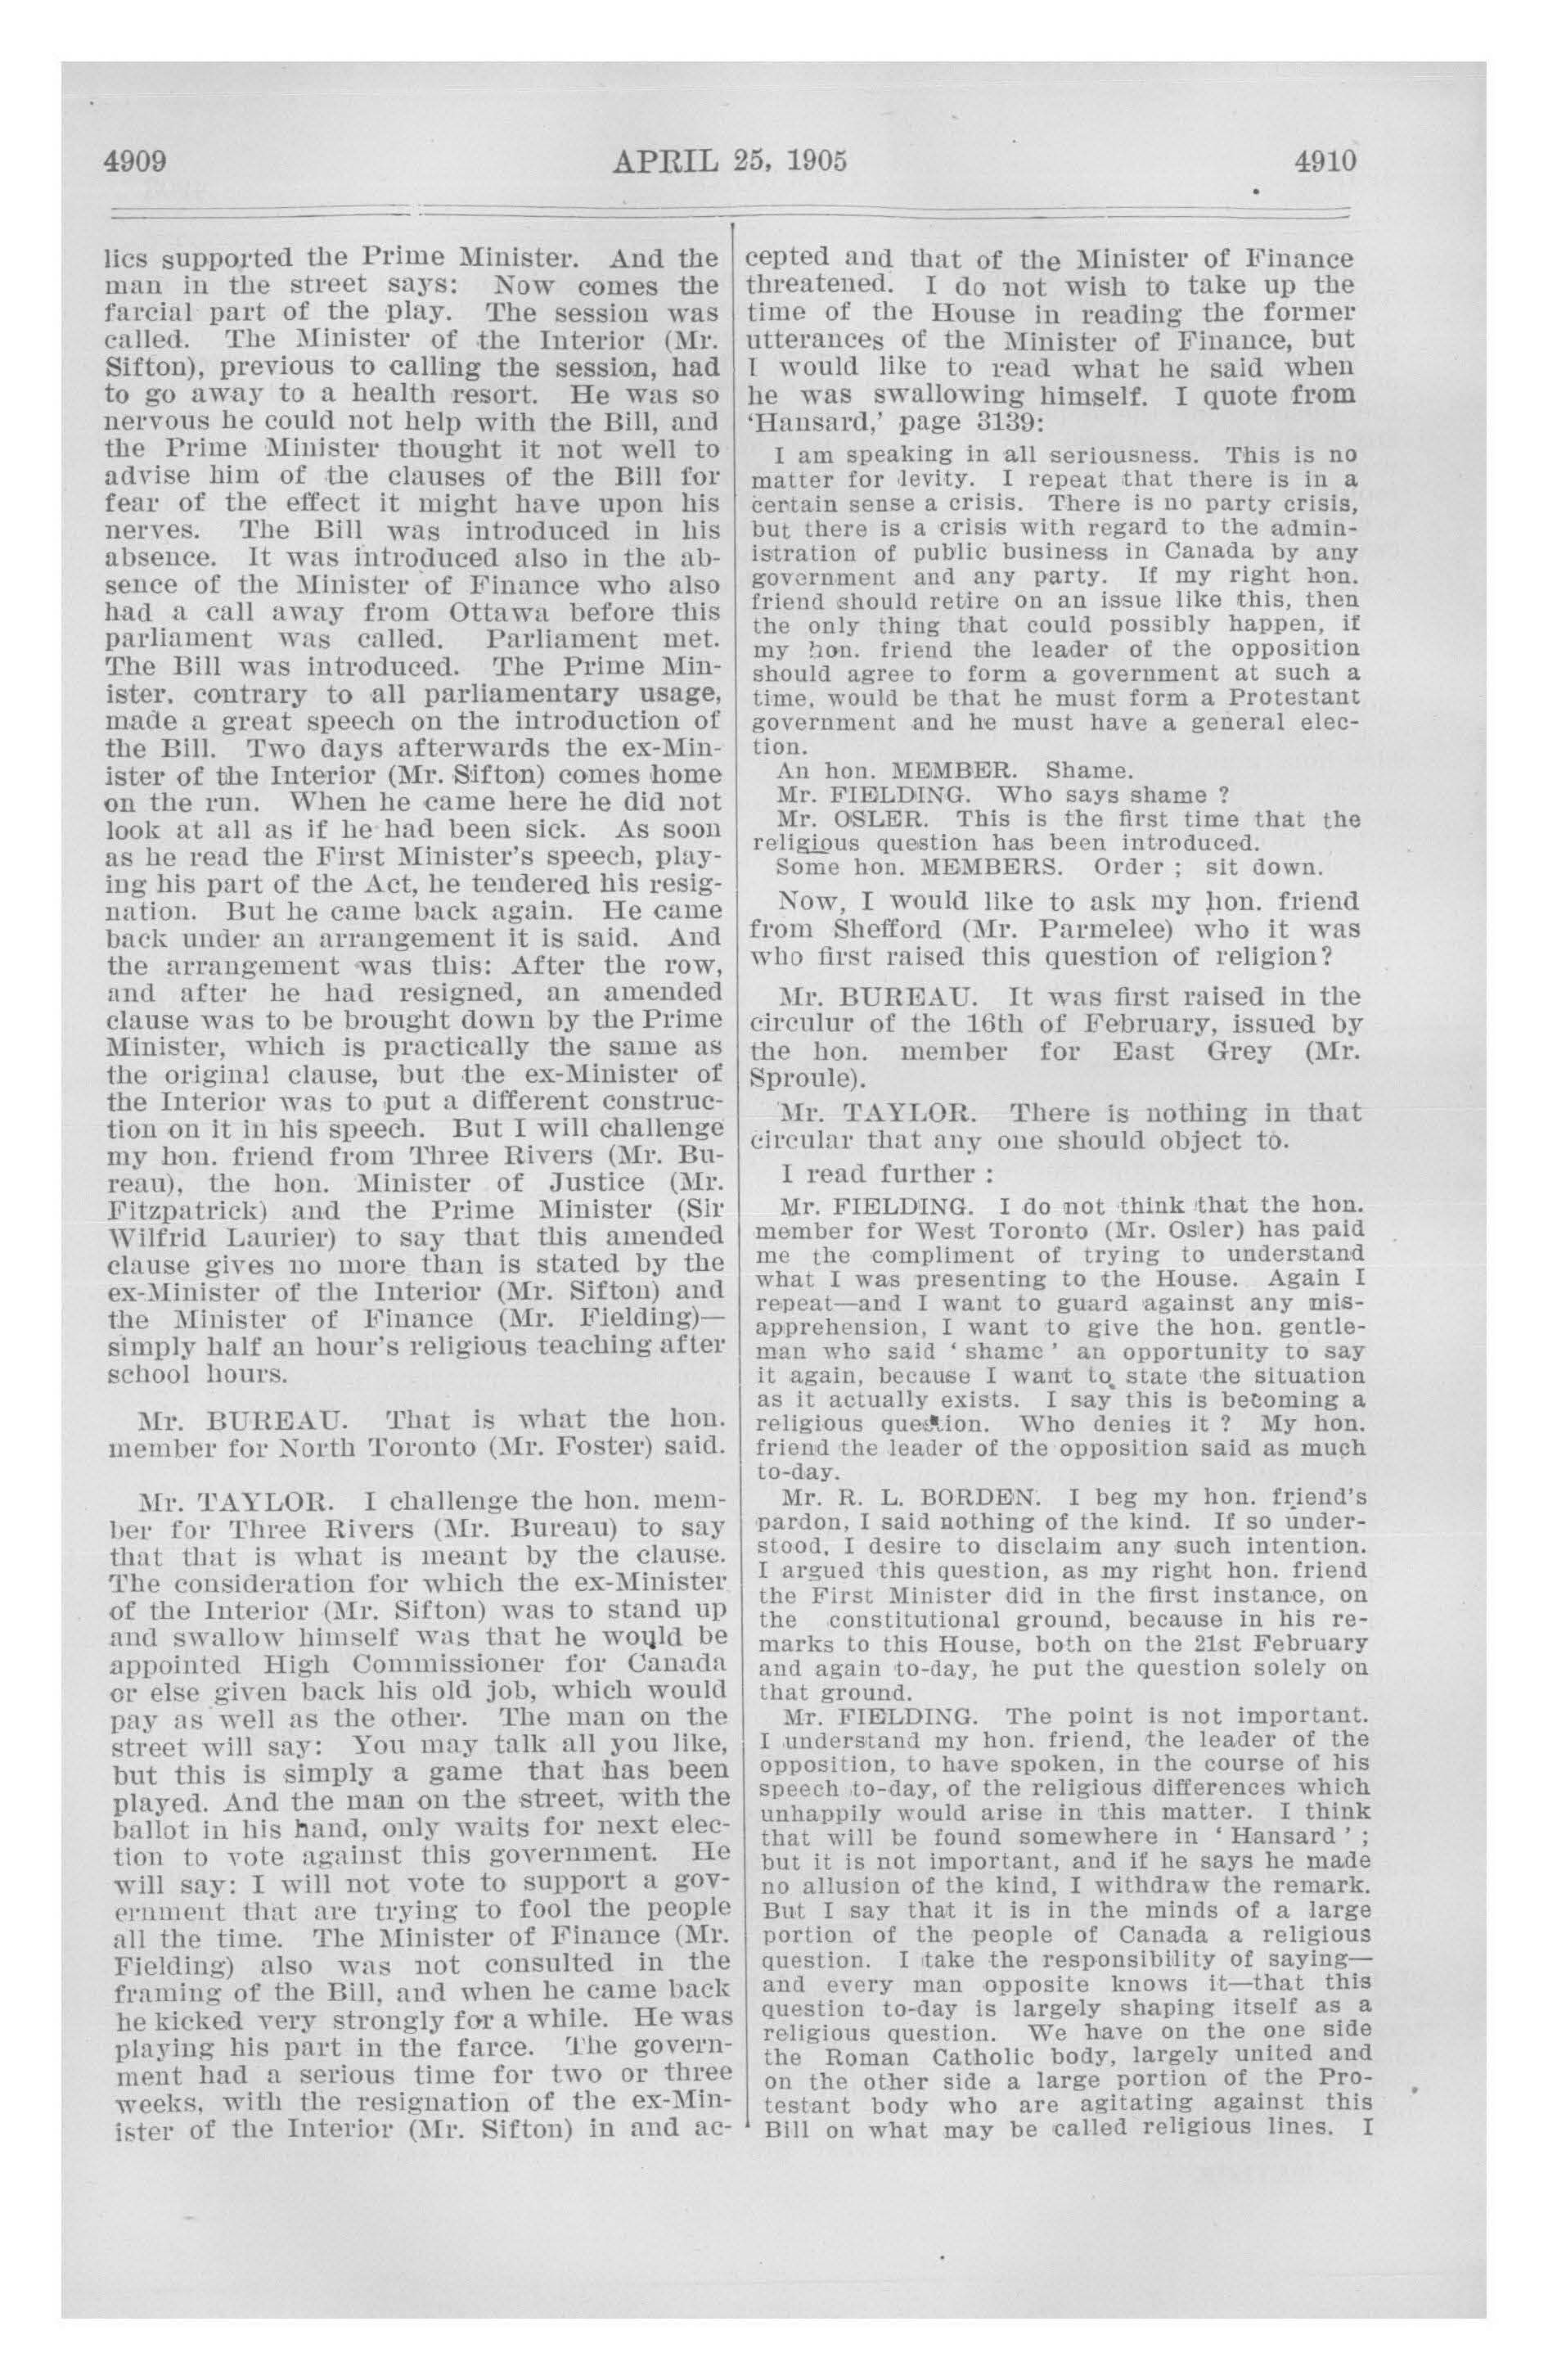 4909
APRIL 25, 1905
4910
lics supported the Prime Minister. And the
man in the street says: Now comes the
farcial part of the play. The session was
called. The Minister of the Interior (Mr.
Sifton), previous to calling the session, had
to go away to a health resort. He was so
nervous he could not help with the Bill, and
the Prime Minister thought it not well to
advise him of the clauses of the Bill for
fear of the effect it might have upon his
nerves. The Bill was introduced in his
absence. It was introduced also in the ab-
sence of the Minister of Finance who also
had a call away from Ottawa before this
parliament was called. Parliament met.
The Bill was introduced. The Prime Min-
ister, contrary to all parliamentary usage,
made a great speech on the introduction of
the Bill. Two days afterwards the ex-Min-
ister of the Interior (Mr. Sifton) comes home
on the run. When he came here he did not
look at all as if he had been sick. As soon
as he read the First Minister's speech, play-
ing his part of the Act, he tendered his resig-
nation. But he came back again. He came
back under an arrangement it is said. And
the arrangement was this: After the row,
and after he had resigned, an amended
clause was to be brought down by the Prime
Minister, which is practically the same as
the original clause, but the ex-Minister of
the Interior was to put a different construc-
tion on it in his speech. But I will challenge
my hon. friend from Three Rivers (Mr. Bu-
reau), the hon. Minister of Justice (Mr.
Fitzpatrick) and the Prime Minister (Sir
Wilfrid Laurier) to say that this amended
clause gives no more than is stated by the
ex-Minister of the Interior (Mr. Sifton) and
the Minister of Finance (Mr. Fielding)—
simply half an hour's religious teaching after
school hours.
Mr. BUREAU. That is what the hon.
member for North Toronto (Mr. Foster) said.
Mr. TAYLOR. I challenge the hon. mem-
ber for Three Rivers (Mr. Bureau) to say
that that is what is meant by the clause.
The consideration for which the ex-Minister
of the Interior (Mr. Sifton) was to stand up
and swallow himself was that he would be
appointed High Commissioner for Canada
or else given back his old job, which would
pay as well as the other. The man on the
street will say: You may talk all you like,
but this is simply a game that has been
played. And the man on the street, with the
ballot in his hand, only waits for next elec-
tion to vote against this government. He
will say: I will not vote to support a gov-
ernment that are trying to fool the people
all the time. The Minister of Finance (Mr.
Fielding) also was not consulted in the
framing of the Bill, and when he came back
he kicked very strongly for a while. He was
playing his part in the farce. The govern-
ment had a serious time for two or three
weeks, with the resignation of the ex-Min-
ister of the Interior (Mr. Sifton) in and ac-
cepted and that of the Minister of Finance
threatened. I do not wish to take up the
time of the House in reading the former
utterances of the Minister of Finance, but
I would like to read what he said when
he was swallowing himself. I quote from
'Hansard,' page 3139:
I am speaking in all seriousness. This is no
matter for levity. I repeat that there is in a
certain sense a crisis. There is no party crisis,
but there is a crisis with regard to the admin-
istration of public business in Canada by any
government and any party. If my right hon.
friend should retire on an issue like this, then
the only thing that could possibly happen, if
my hon. friend the leader of the opposition
should agree to form a government at such a
time, would be that he must form a Protestant
government and he must have a general elec-
tion.
An hon. MEMBER. Shame.
Mr. FIELDING. Who says shame ?
Mr. OSLER. This is the first time that the
religious question has been introduced.
Some hon. MEMBERS. Order ; sit down.
Now, I would like to ask my hon. friend
from Shefford (Mr. Parmelee) who it was
who first raised this question of religion?
Mr. BUREAU. It was first raised in the
circulur of the 16th of February, issued by
the hon. member for East Grey (Mr.
Sproule).
Mr. TAYLOR. There is nothing in that
circular that any one should object to.
I read further :
Mr. FIELDING. I do not think that the hon.
member for West Toronto (Mr. Osler) has paid
me the compliment of trying to understand
what I was presenting to the House. Again I
repeat—and I want to guard against any mis-
apprehension, I want to give the hon. gentle-
man who said ' shame ' an opportunity to say
it again, because I want to state the situation
as it actually exists. I say this is becoming a
religious question. Who denies it ? My hon.
friend the leader of the opposition said as much
to-day.
Mr. R. L. BORDEN. I beg my hon. friend's
pardon, I said nothing of the kind. If so under-
stood, I desire to disclaim any such intention.
I argued this question, as my right hon. friend
the First Minister did in the first instance, on
the constitutional ground, because in his re-
marks to this House, both on the 21st February
and again to-day, he put the question solely on
that ground.
Mr. FIELDING. The point is not important.
I understand my hon. friend, the leader of the
opposition, to have spoken, in the course of his
speech to-day, of the religious differences which
unhappily would arise in this matter. I think
that will be found somewhere in ' Hansard ' ;
but it is not important, and if he says he made
no allusion of the kind, I withdraw the remark.
But I say that it is in the minds of a large
portion of the people of Canada a religious
question. I take the responsibility of saying—
and every man opposite knows it—that this
question to-day is largely shaping itself as a
religious question. We have on the one side
the Roman Catholic body, largely united and
on the other side a large portion of the Pro-
testant body who are agitating against this
Bill on what may be called religious lines. I